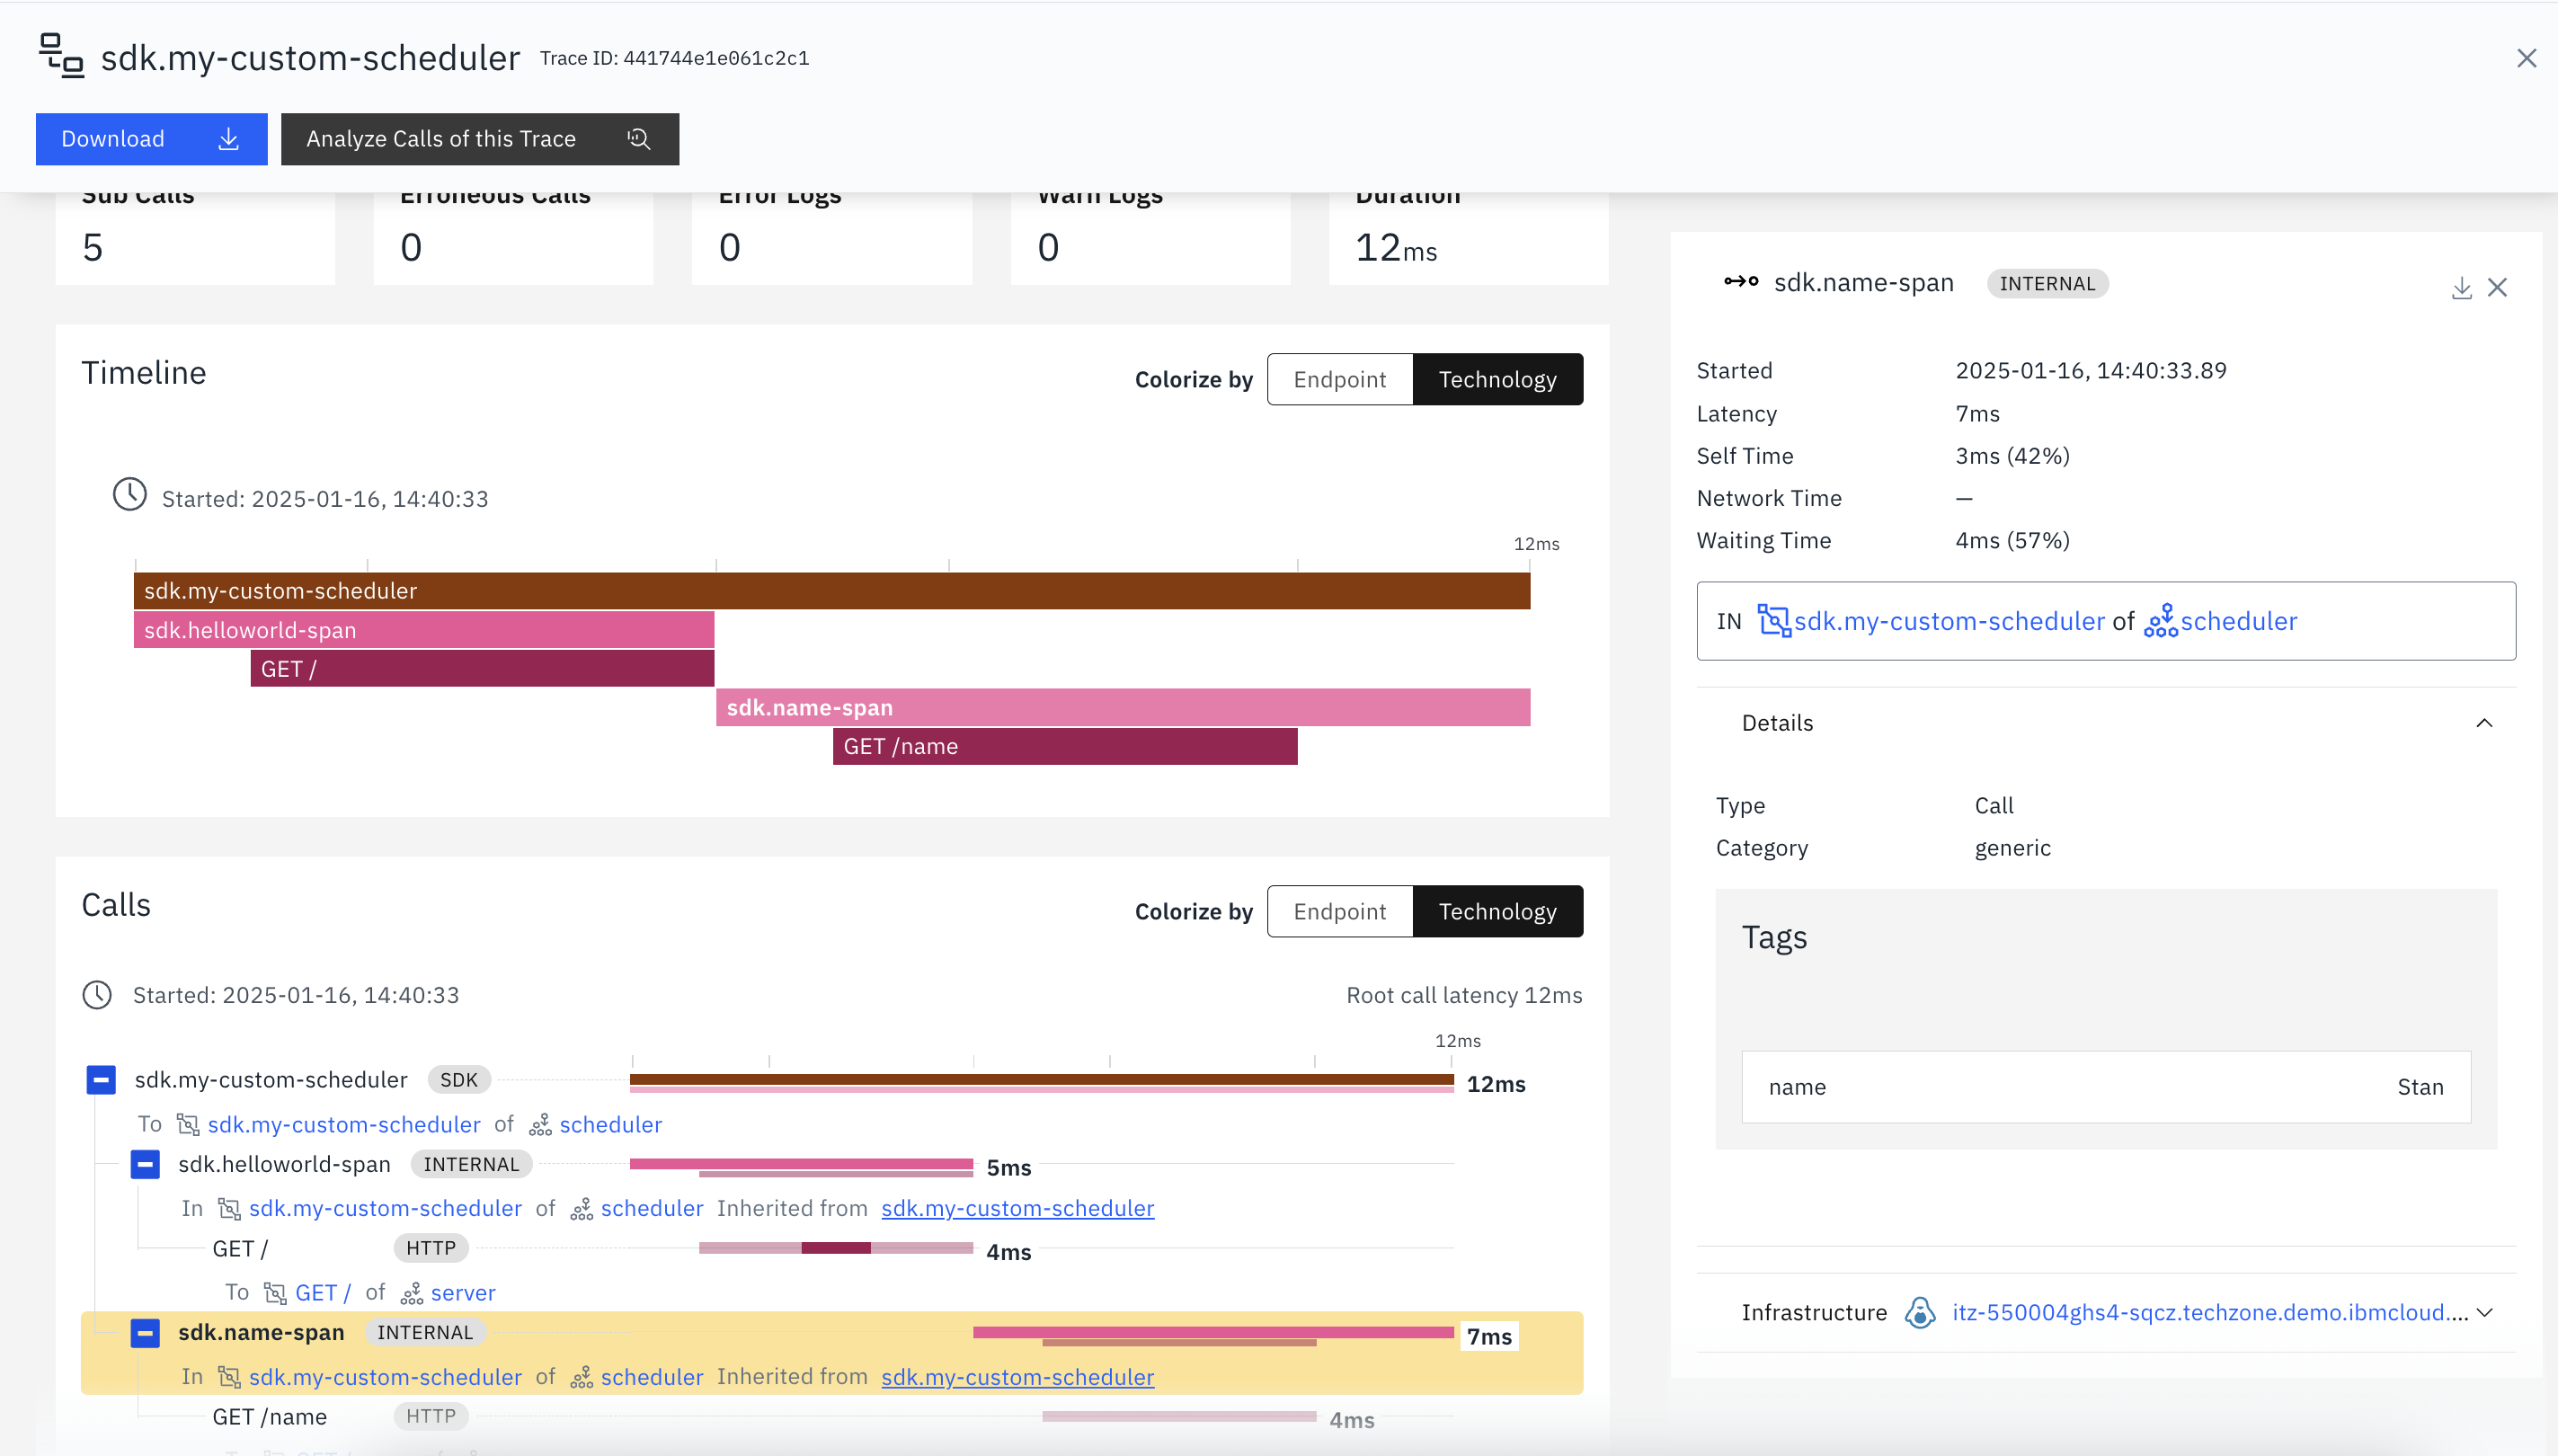 sdk.my-custom-scheduler Trace ID: 441744e1e061c2c1
Download
Analyze Calls of this Trace
Sub Calls
5
Erroneous Calls
0
Error Logs
0
Warn Logs
0
Duration
12ms
Timeline
Colorize by Endpoint Technology
Started: 2025-01-16, 14:40:33
12ms
sdk.my-custom-scheduler
sdk.helloworld-span
GET /
sdk.name-span
GET /name
Calls
Colorize by Endpoint Technology
Started: 2025-01-16, 14:40:33
Root call latency 12ms
12ms
sdk.my-custom-scheduler SDK 12ms
To sdk.my-custom-scheduler of scheduler
sdk.helloworld-span INTERNAL 5ms
In sdk.my-custom-scheduler of scheduler Inherited from sdk.my-custom-scheduler
GET / HTTP 4ms
To GET / of server
sdk.name-span INTERNAL 7ms
In sdk.my-custom-scheduler of scheduler Inherited from sdk.my-custom-scheduler
GET /name HTTP 4ms
sdk.name-span INTERNAL
Started 2025-01-16, 14:40:33.89
Latency 7ms
Self Time 3ms (42%)
Network Time —
Waiting Time 4ms (57%)
IN sdk.my-custom-scheduler of scheduler
Details
Type Call
Category generic
Tags
name Stan
Infrastructure itz-550004ghs4-sqcz.techzone.demo.ibmcloud....